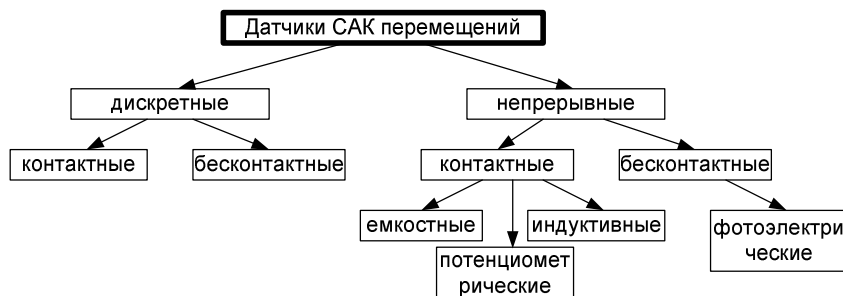 Датчики САК перемещений
дискретные
непрерывные
контактные
бесконтактные
контактные
бесконтактные
емкостные
индуктивные
фотоэлектри
ческие
потенциомет
рические